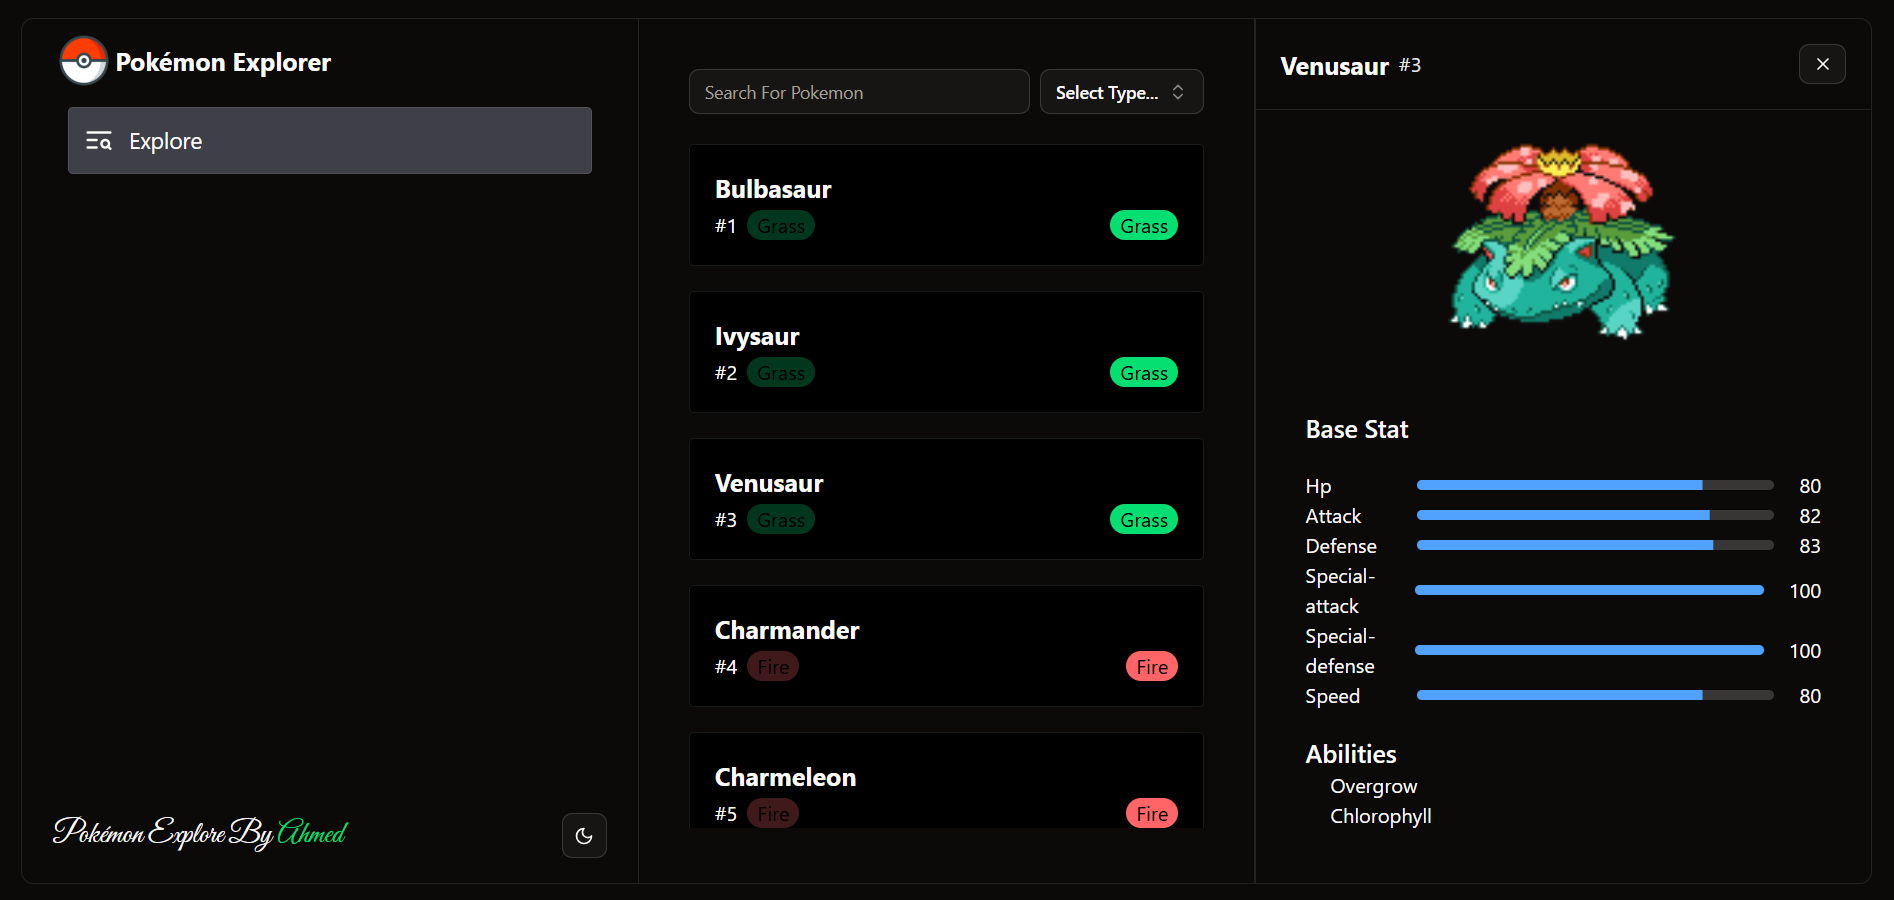 Pokémon Explorer
Explore
Pokémon Explore By Ahmed
Search For Pokemon
Select Type...
Bulbasaur
#1 Grass Grass
Ivysaur
#2 Grass Grass
Venusaur
#3 Grass Grass
Charmander
#4 Fire Fire
Charmeleon
#5 Fire Fire
Venusaur #3
Base Stat
Hp 80
Attack 82
Defense 83
Special-
attack 100
Special-
defense 100
Speed 80
Abilities
Overgrow
Chlorophyll